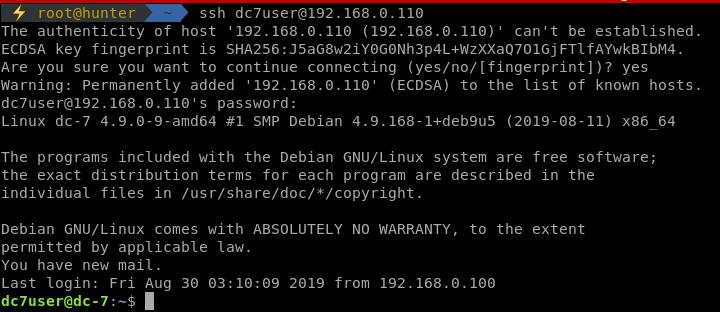 ⚡ root@hunter ~ ssh dc7user@192.168.0.110
The authenticity of host '192.168.0.110 (192.168.0.110)' can't be established.
ECDSA key fingerprint is SHA256:J5aG8w2iY0G0Nh3p4L+WzXXaQ7O1GjFTlfAYwkBIbM4.
Are you sure you want to continue connecting (yes/no/[fingerprint])? yes
Warning: Permanently added '192.168.0.110' (ECDSA) to the list of known hosts.
dc7user@192.168.0.110's password:
Linux dc-7 4.9.0-9-amd64 #1 SMP Debian 4.9.168-1+deb9u5 (2019-08-11) x86_64
The programs included with the Debian GNU/Linux system are free software;
the exact distribution terms for each program are described in the
individual files in /usr/share/doc/*/copyright.
Debian GNU/Linux comes with ABSOLUTELY NO WARRANTY, to the extent
permitted by applicable law.
You have new mail.
Last login: Fri Aug 30 03:10:09 2019 from 192.168.0.100
dc7user@dc-7:~$